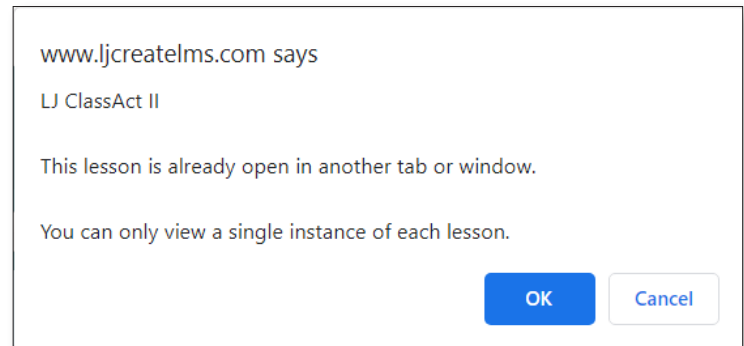 www.ljcreatelms.com says
LJ ClassAct II
This lesson is already open in another tab or window.
You can only view a single instance of each lesson.
OK
Cancel